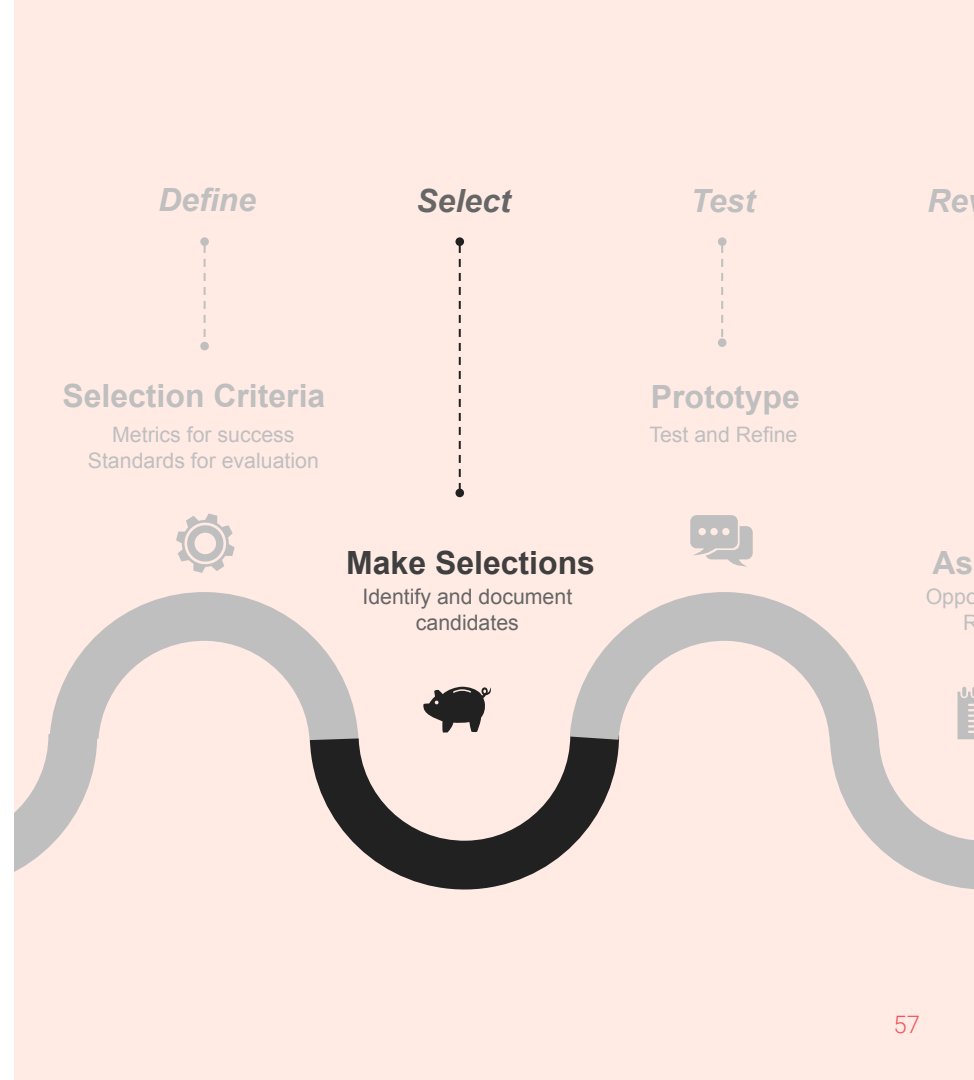 Define
Select
Test
Selection Criteria
Metrics for success
Standards for evaluation
Prototype
Test and Refine
Make Selections
Identify and document
candidates
57